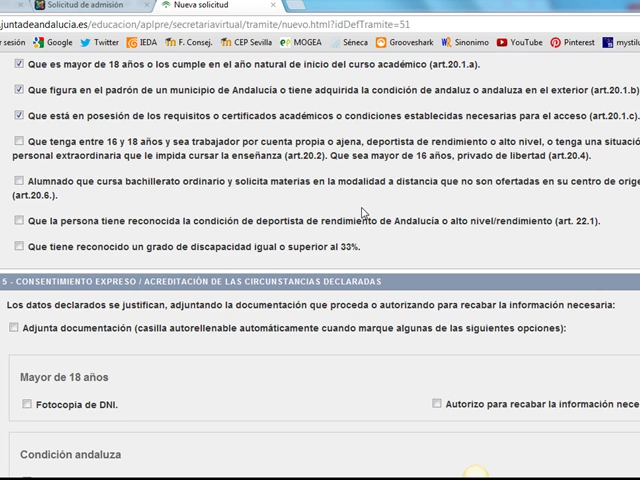 Solicitud de admisión
Nueva solicitud
juntadeandalucia.es/educacion/aplpre/secretariavirtual/tramite/nuevo.html?idDefTramite=51
r sesión Google Twitter IEDA F. Consej. CEP Sevilla MOGEA Séneca Grooveshark Sinonimo YouTube Pinterest mystilu
Que es mayor de 18 años o los cumple en el año natural de inicio del curso académico (art.20.1.a).
Que figura en el padrón de un municipio de Andalucía o tiene adquirida la condición de andaluz o andaluza en el exterior (art.20.1.b)
Que está en posesión de los requisitos o certificados académicos o condiciones establecidas necesarias para el acceso (art.20.1.c).
Que tenga entre 16 y 18 años y sea trabajador por cuenta propia o ajena, deportista de rendimiento o alto nivel, o tenga una situació
personal extraordinaria que le impida cursar la enseñanza (art.20.2). Que sea mayor de 16 años, privado de libertad (art.20.4).
Alumnado que cursa bachillerato ordinario y solicita materias en la modalidad a distancia que no son ofertadas en su centro de orige
(art.20.6.).
Que la persona tiene reconocida la condición de deportista de rendimiento de Andalucía o alto nivel/rendimiento (art. 22.1).
Que tiene reconocido un grado de discapacidad igual o superior al 33%.
5 - CONSENTIMIENTO EXPRESO / ACREDITACIÓN DE LAS CIRCUNSTANCIAS DECLARADAS
Los datos declarados se justifican, adjuntando la documentación que proceda o autorizando para recabar la información necesaria:
Adjunta documentación (casilla autorellenable automáticamente cuando marque algunas de las siguientes opciones):
Mayor de 18 años
Fotocopia de DNI. Autorizo para recabar la información nece
Condición andaluza